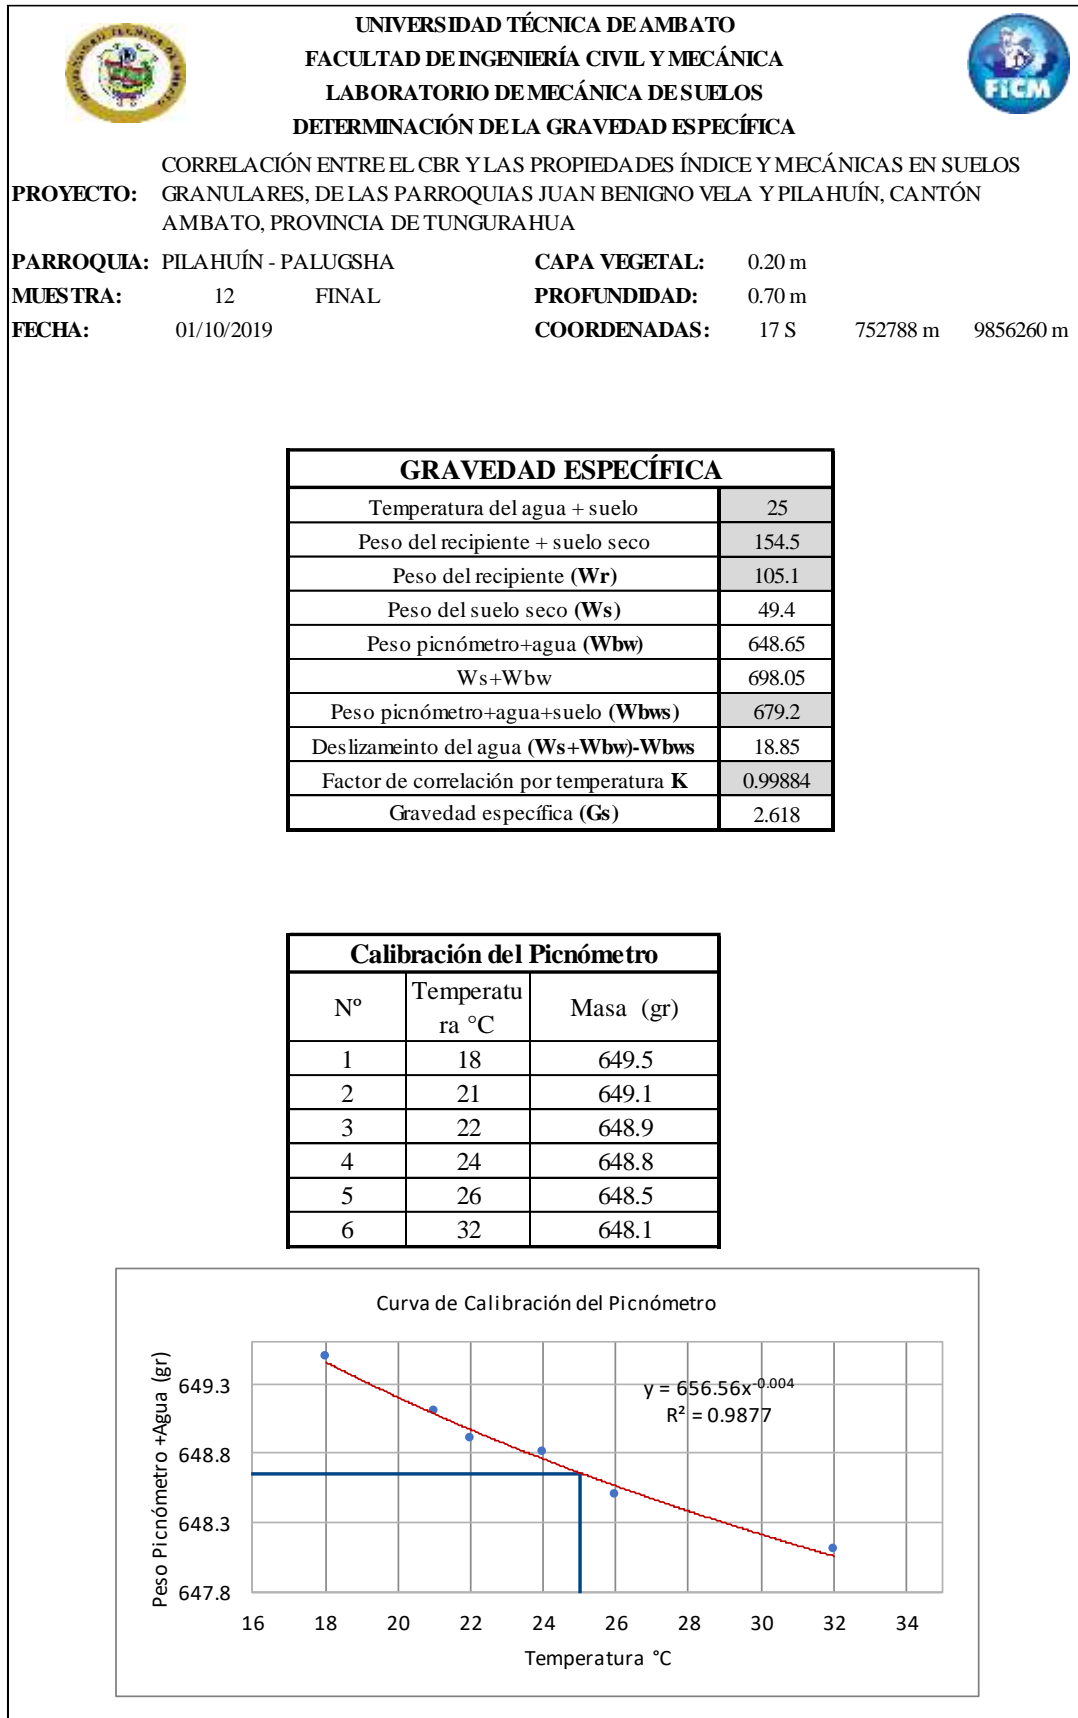 UNIVERSIDAD TÉCNICA DE AMBATO
FACULTAD DE INGENIERÍA CIVIL Y MECÁNICA
LABORATORIO DE MECÁNICA DE SUELOS
DETERMINACIÓN DE LA GRAVEDAD ESPECÍFICA
FICM
PROYECTO: CORRELACIÓN ENTRE EL CBR Y LAS PROPIEDADES ÍNDICE Y MECÁNICAS EN SUELOS
GRANULARES, DE LAS PARROQUIAS JUAN BENIGNO VELA Y PILAHUÍN, CANTÓN
AMBATO, PROVINCIA DE TUNGURAHUA
PARROQUIA: PILAHUÍN - PALUGSHA CAPA VEGETAL: 0.20 m
MUESTRA: 12 FINAL PROFUNDIDAD: 0.70 m
FECHA: 01/10/2019 COORDENADAS: 17 S 752788 m 9856260 m
GRAVEDAD ESPECÍFICA
Temperatura del agua + suelo 25
Peso del recipiente + suelo seco 154.5
Peso del recipiente (Wr) 105.1
Peso del suelo seco (Ws) 49.4
Peso picnómetro+agua (Wbw) 648.65
Ws+Wbw 698.05
Peso picnómetro+agua+suelo (Wbws) 679.2
Deslizameinto del agua (Ws+Wbw)-Wbws 18.85
Factor de correlación por temperatura K 0.99884
Gravedad específica (Gs) 2.618
Calibración del Picnómetro
Nº Temperatu
ra °C Masa (gr)
1 18 649.5
2 21 649.1
3 22 648.9
4 24 648.8
5 26 648.5
6 32 648.1
Curva de Calibración del Picnómetro
Peso Picnómetro +Agua (gr)
649.3
648.8
648.3
647.8
y = 656.56x^-0.004
R² = 0.9877
16 18 20 22 24 26 28 30 32 34
Temperatura °C